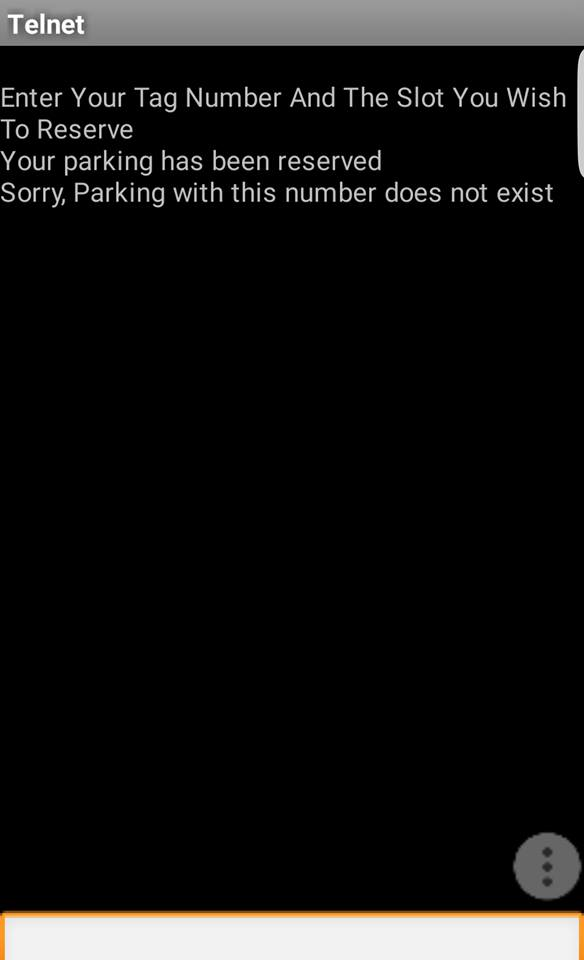 Telnet
Enter Your Tag Number And The Slot You Wish
To Reserve
Your parking has been reserved
Sorry, Parking with this number does not exist